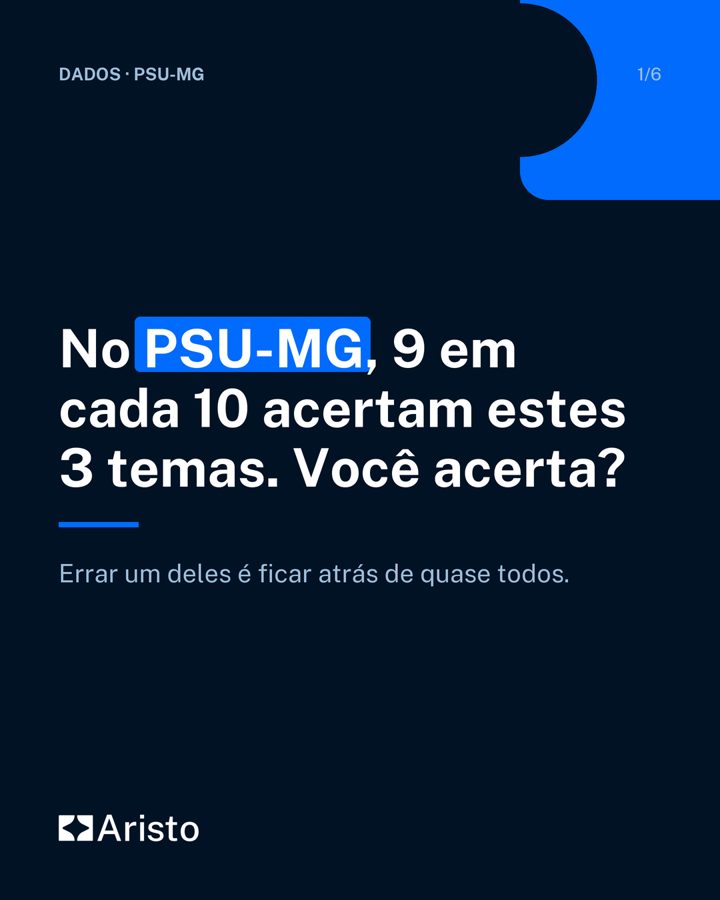 DADOS · PSU-MG
1/6
No PSU-MG, 9 em
cada 10 acertam estes
3 temas. Você acerta?
Errar um deles é ficar atrás de quase todos.
Aristo